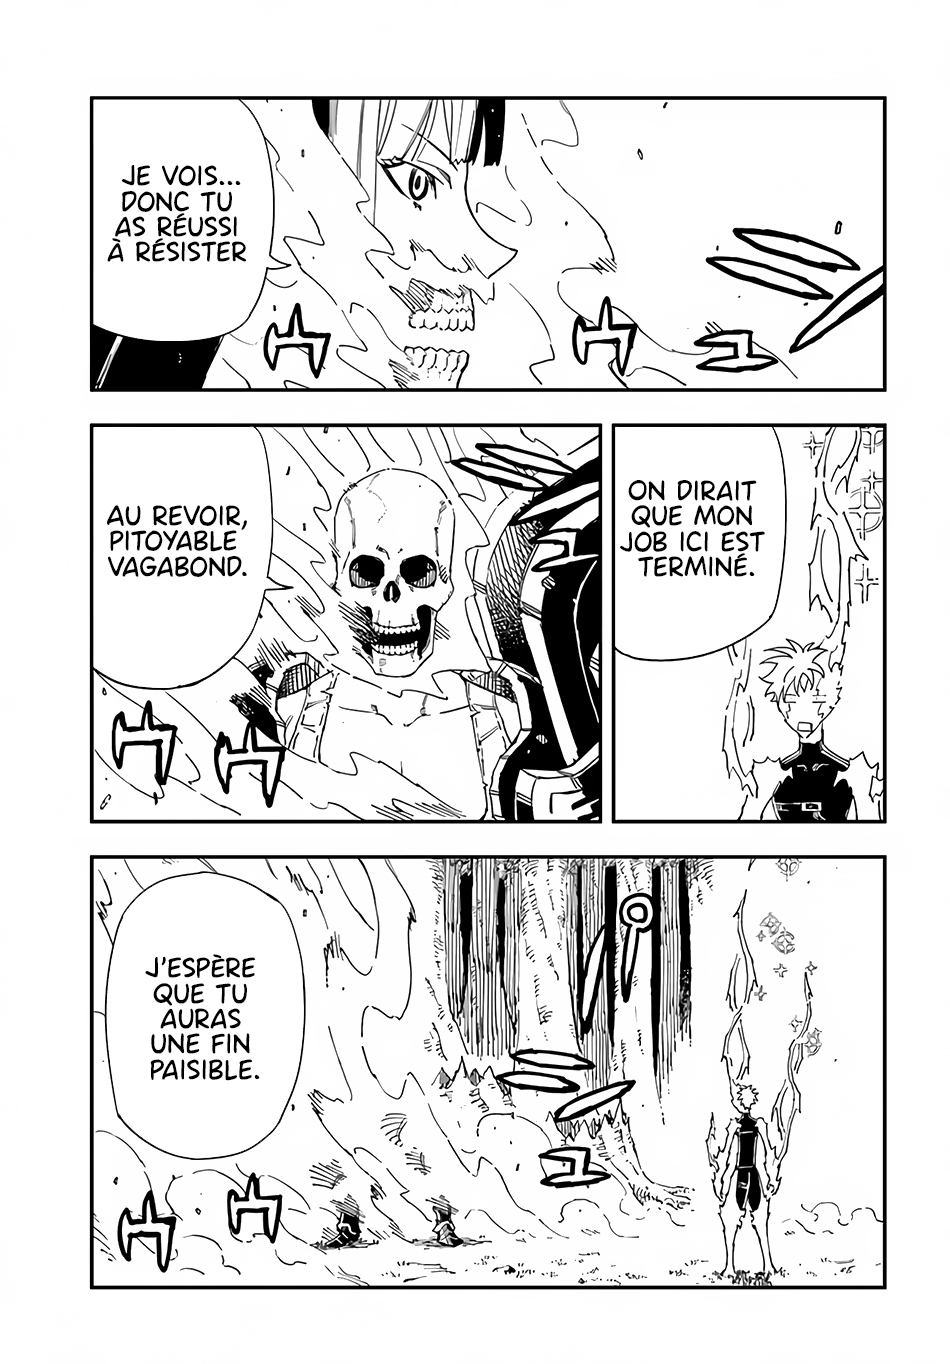 JE VOIS...
DONC TU
AS RÉUSSI
À RÉSISTER
ON DIRAIT
QUE MON
JOB ICI EST
TERMINÉ.
AU REVOIR,
PITOYABLE
VAGABOND.
J'ESPÈRE
QUE TU
AURAS
UNE FIN
PAISIBLE.